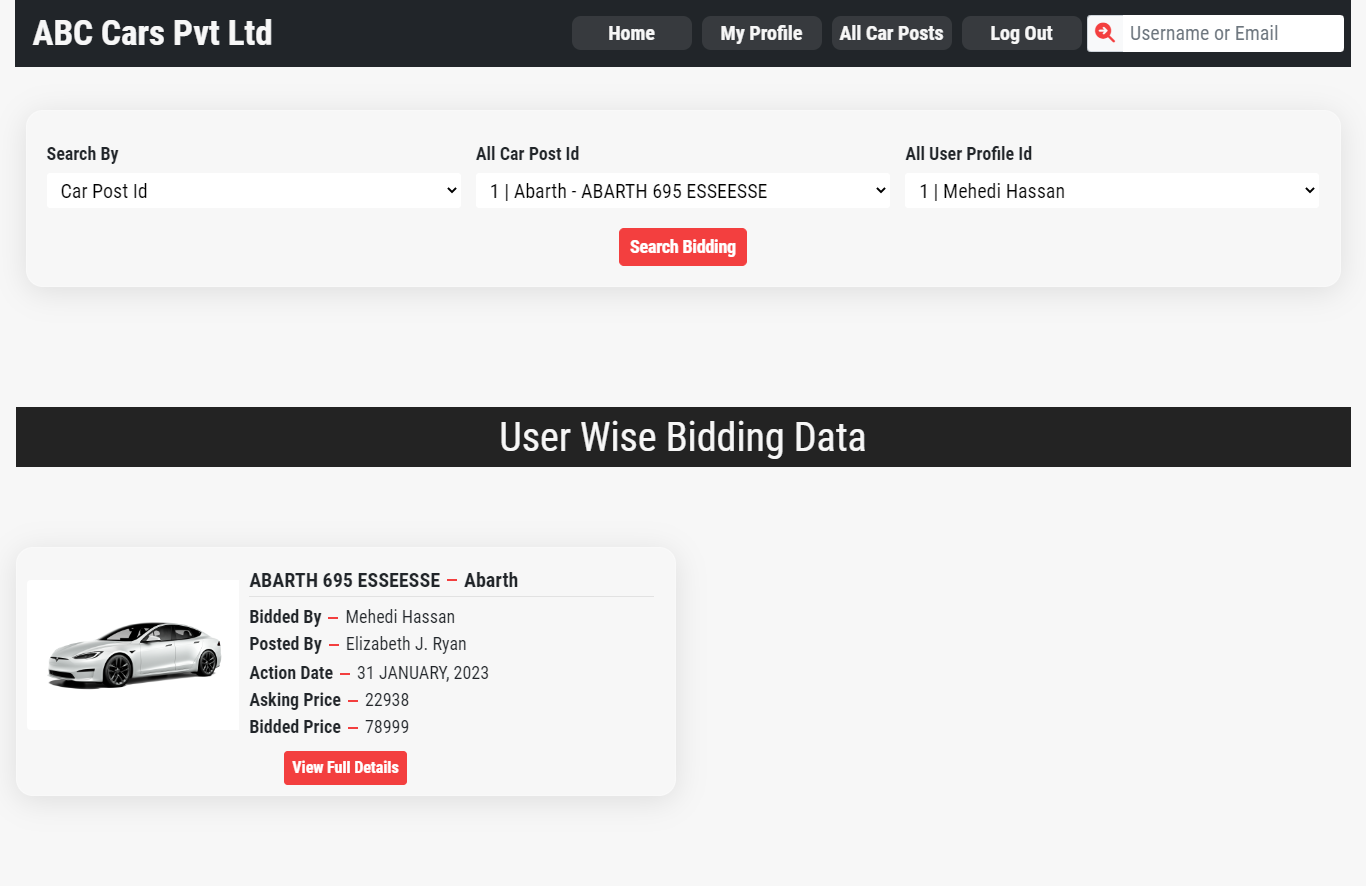 ABC Cars Pvt Ltd Home My Profile All Car Posts Log Out Username or Email
Search By All Car Post Id All User Profile Id
Car Post Id 1 | Abarth - ABARTH 695 ESSEESSE 1 | Mehedi Hassan
Search Bidding
User Wise Bidding Data
ABARTH 695 ESSEESSE — Abarth
Bidded By — Mehedi Hassan
Posted By — Elizabeth J. Ryan
Action Date — 31 JANUARY, 2023
Asking Price — 22938
Bidded Price — 78999
View Full Details